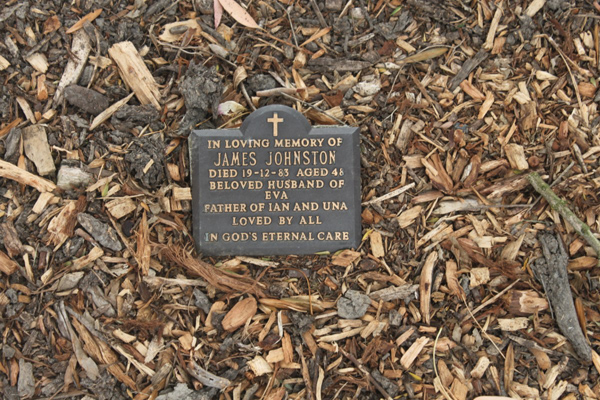 IN LOVING MEMORY OF
JAMES JOHNSTON
DIED 19-12-83 AGED 48
BELOVED HUSBAND OF
EVA
FATHER OF IAN AND UNA
LOVED BY ALL
IN GOD'S ETERNAL CARE